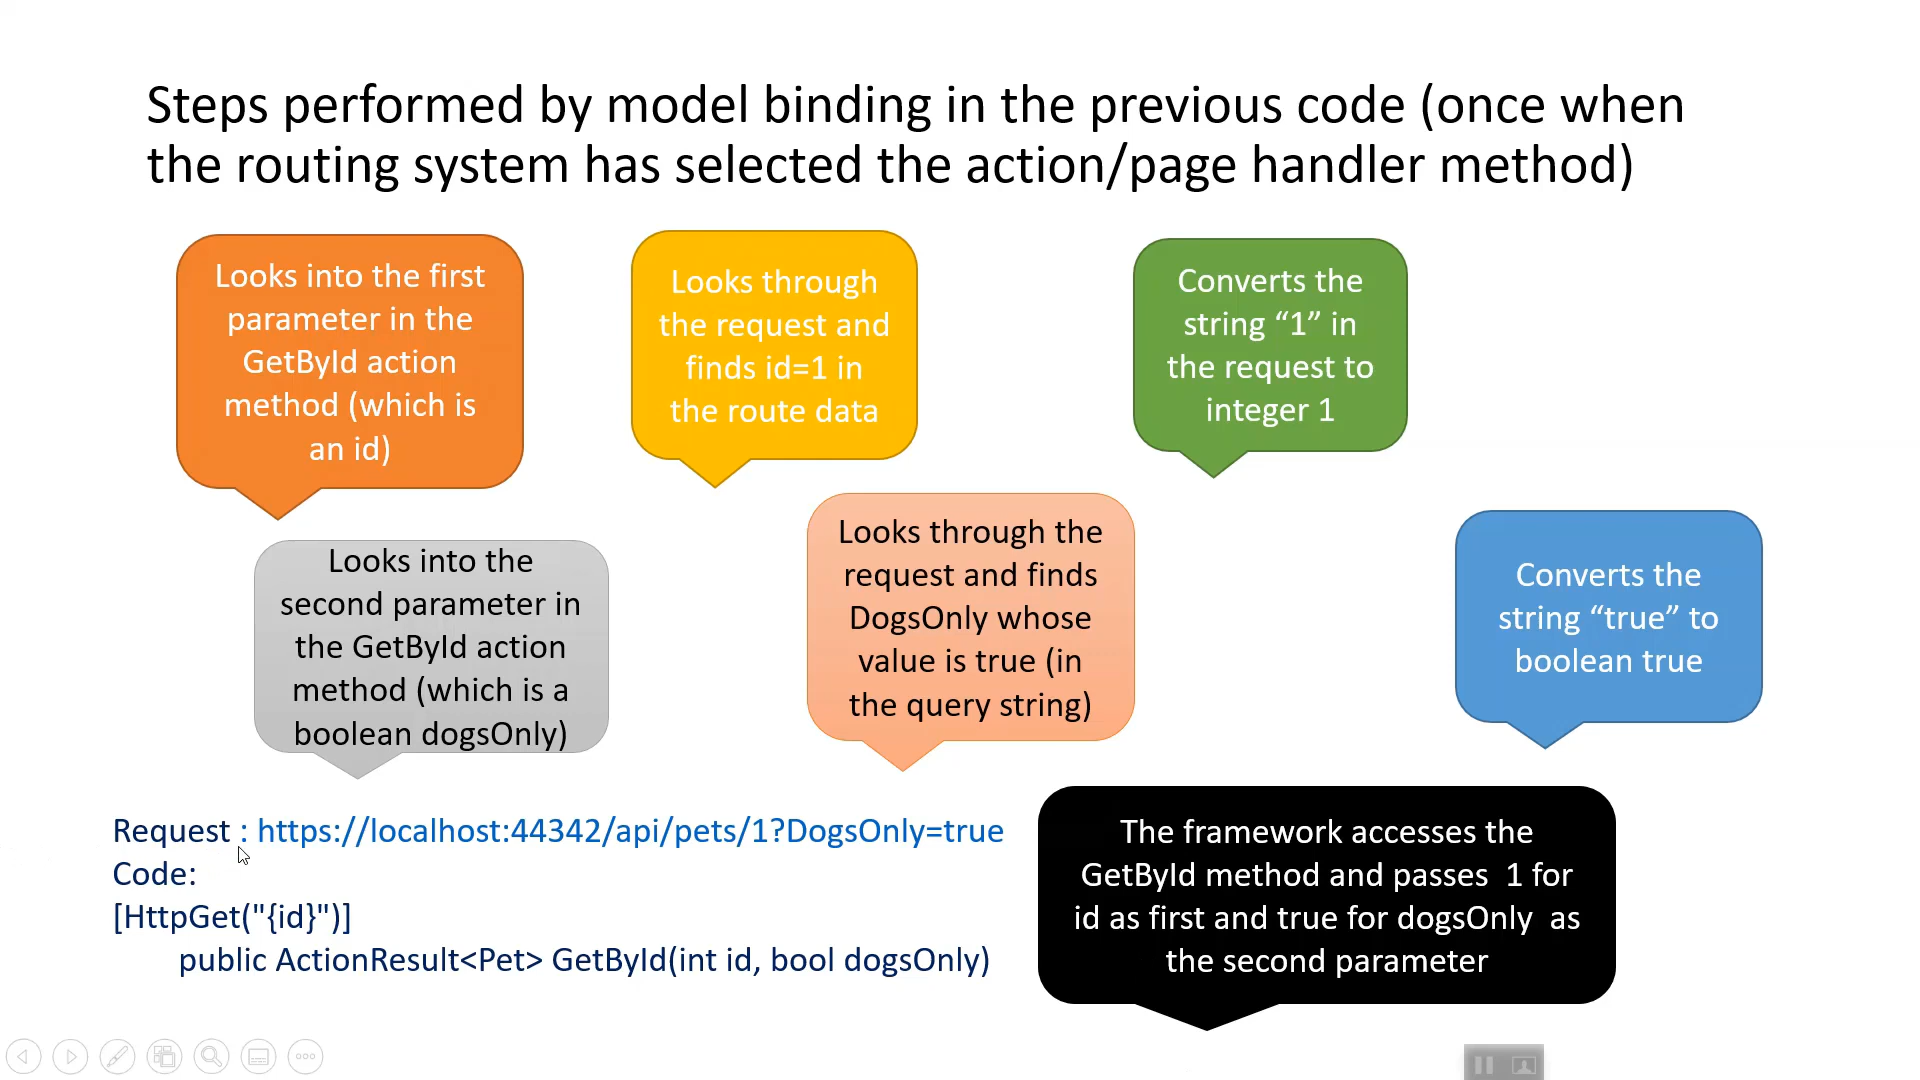 Steps performed by model binding in the previous code (once when
the routing system has selected the action/page handler method)
Looks into the first
parameter in the
GetById action
method (which is
an id)
Looks through
the request and
finds id=1 in
the route data
Converts the
string “1” in
the request to
integer 1
Looks into the
second parameter in
the GetById action
method (which is a
boolean dogsOnly)
Looks through the
request and finds
DogsOnly whose
value is true (in
the query string)
Converts the
string “true” to
boolean true
Request : https://localhost:44342/api/pets/1?DogsOnly=true
Code:
[HttpGet("{id}")]
public ActionResult<Pet> GetById(int id, bool dogsOnly)
The framework accesses the
GetById method and passes  1 for
id as first and true for dogsOnly  as
the second parameter